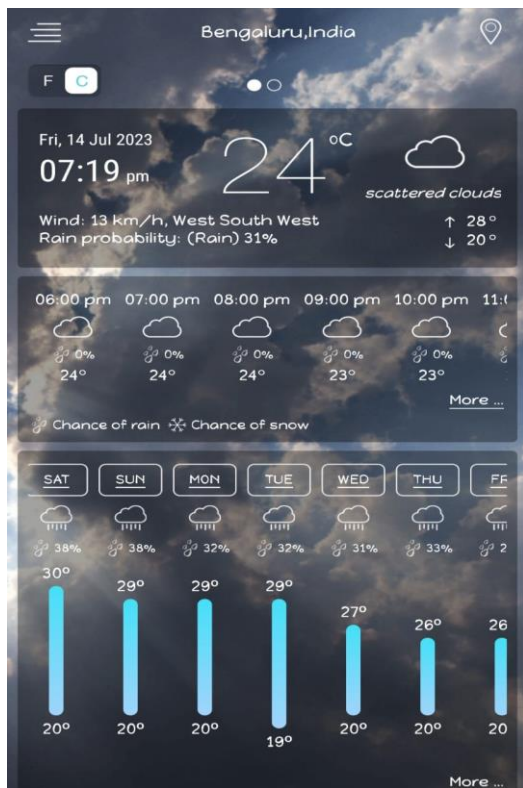 Bengaluru,India
F C
Fri, 14 Jul 2023
07:19 pm
24 °C
scattered clouds
Wind: 13 km/h, West South West
Rain probability: (Rain) 31%
↑ 28°
↓ 20°
06:00 pm 07:00 pm 08:00 pm 09:00 pm 10:00 pm
0% 0% 0% 0% 0%
24° 24° 24° 23° 23°
More ...
Chance of rain Chance of snow
SAT SUN MON TUE WED THU
38% 38% 32% 32% 31% 33%
30° 29° 29° 29° 27° 26° 26
20° 20° 20° 19° 20° 20° 20
More ...